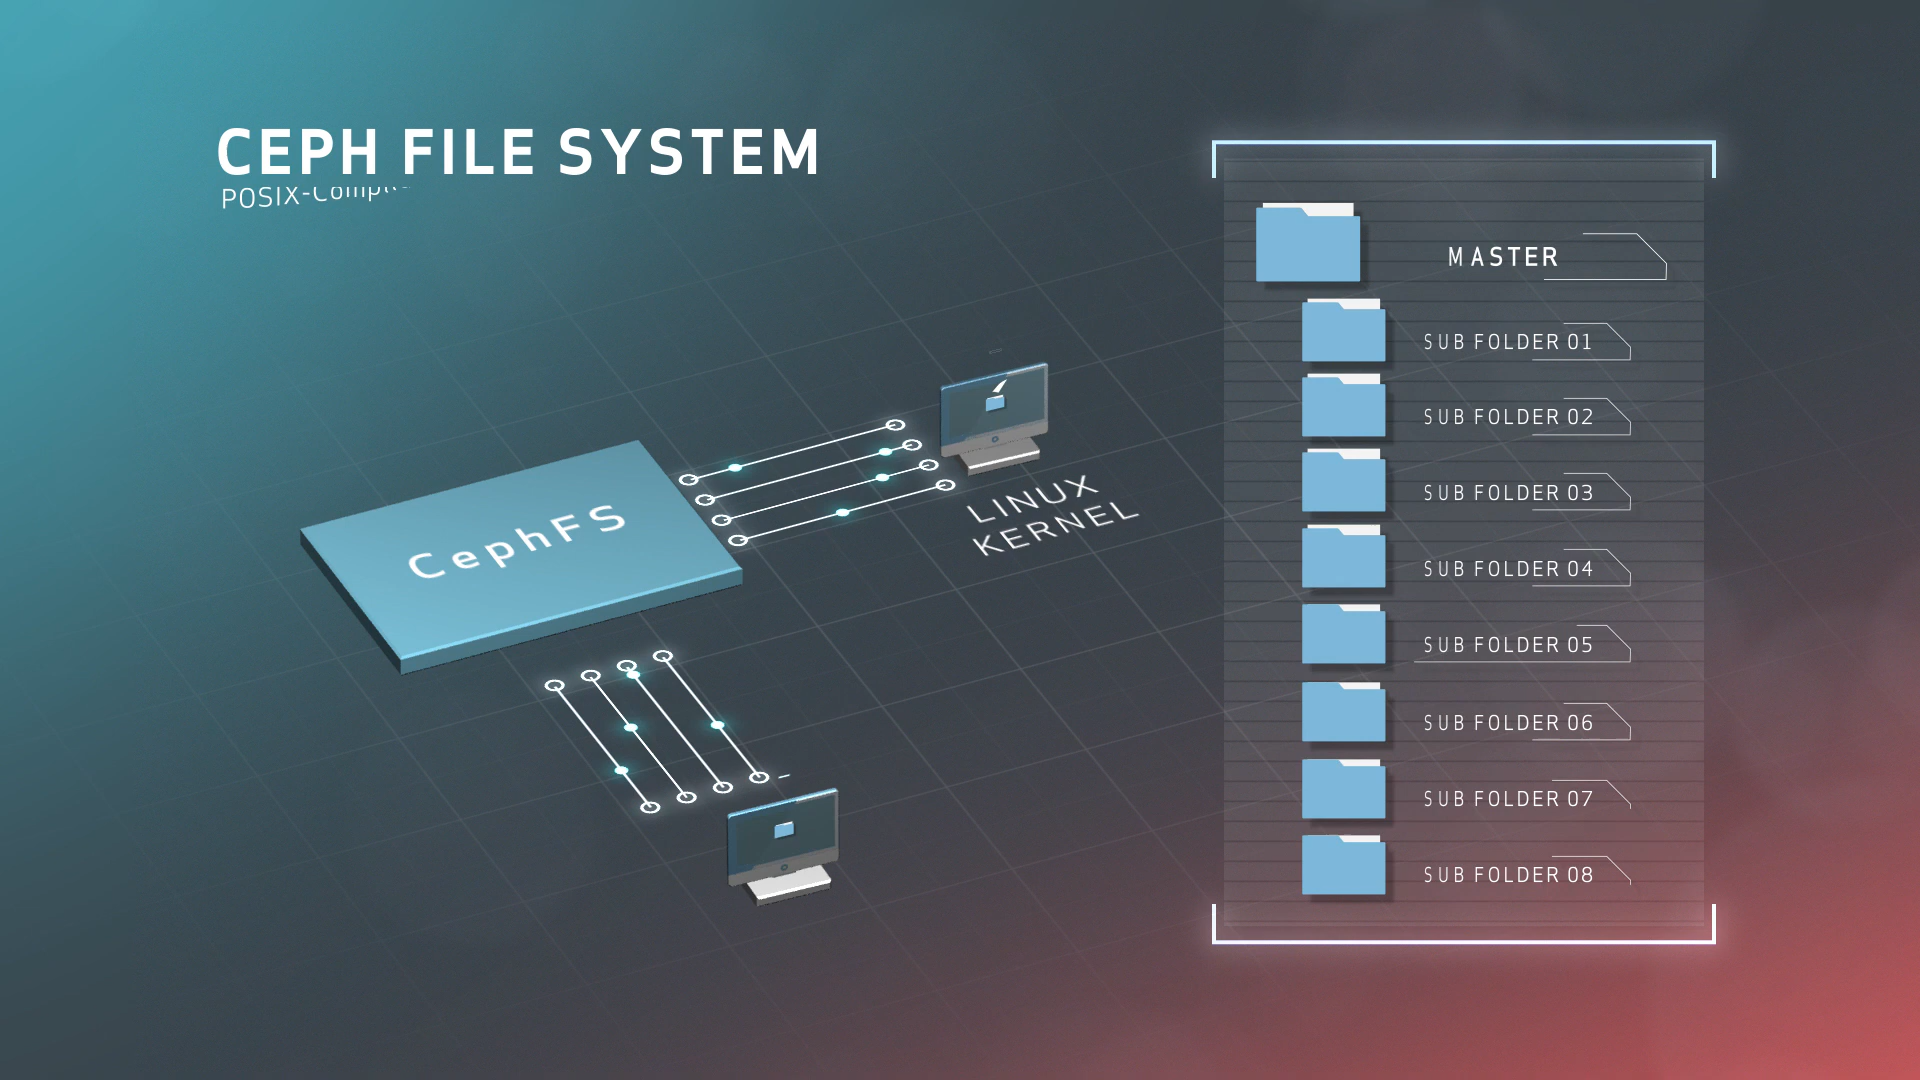 CEPH FILE SYSTEM
CephFS
LINUX
KERNEL
MASTER
SUB FOLDER 01
SUB FOLDER 02
SUB FOLDER 03
SUB FOLDER 04
SUB FOLDER 05
SUB FOLDER 06
SUB FOLDER 07
SUB FOLDER 08